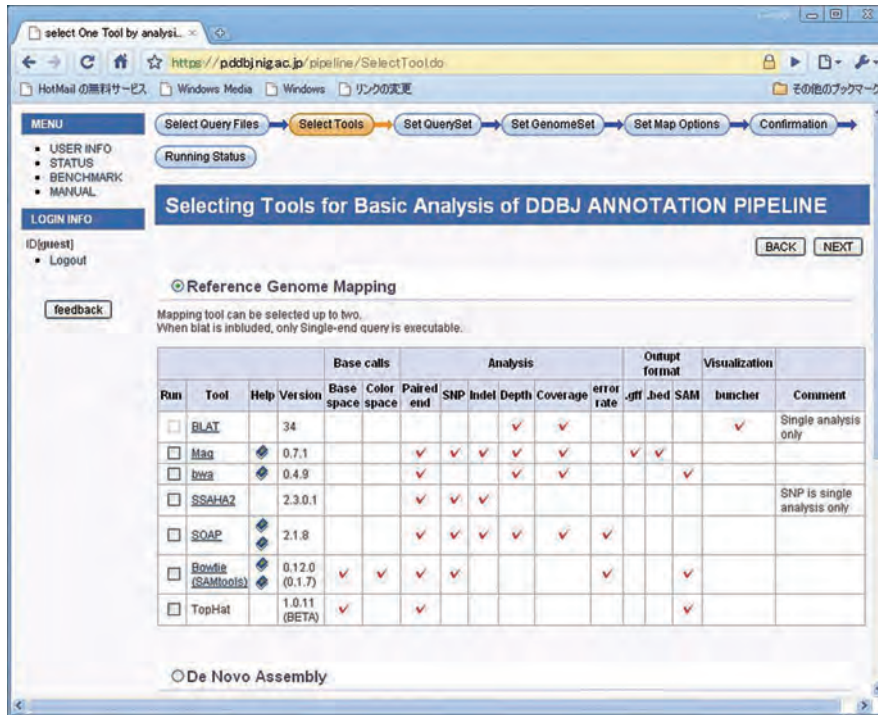 select One Tool by analysi...
https://p.ddbj.nig.ac.jp/pipeline/SelectTool.do
HotMail の無料サービス Windows Media Windows リンクの変更 その他のブックマーク
MENU
USER INFO
STATUS
BENCHMARK
MANUAL
LOGIN INFO
ID[guest]
Logout
feedback
Select Query Files Select Tools Set QuerySet Set GenomeSet Set Map Options Confirmation
Running Status
Selecting Tools for Basic Analysis of DDBJ ANNOTATION PIPELINE
BACK NEXT
Reference Genome Mapping
Mapping tool can be selected up to two.
When blat is inbluded, only Single-end query is executable.
Base calls Analysis Outupt format Visualization
Run Tool Help Version Base space Color space Paired end SNP Indel Depth Coverage error rate .gff .bed SAM buncher Comment
BLAT 34 ✓ ✓ ✓ Single analysis only
Maq 0.7.1 ✓ ✓ ✓ ✓ ✓ ✓ ✓
bwa 0.4.9 ✓ ✓ ✓ ✓
SSAHA2 2.3.0.1 ✓ ✓ ✓ SNP is single analysis only
SOAP 2.1.8 ✓ ✓ ✓ ✓ ✓ ✓
Bowtie (SAMtools) 0.12.0 (0.1.7) ✓ ✓ ✓ ✓ ✓ ✓
TopHat 1.0.11 (BETA) ✓ ✓ ✓
De Novo Assembly